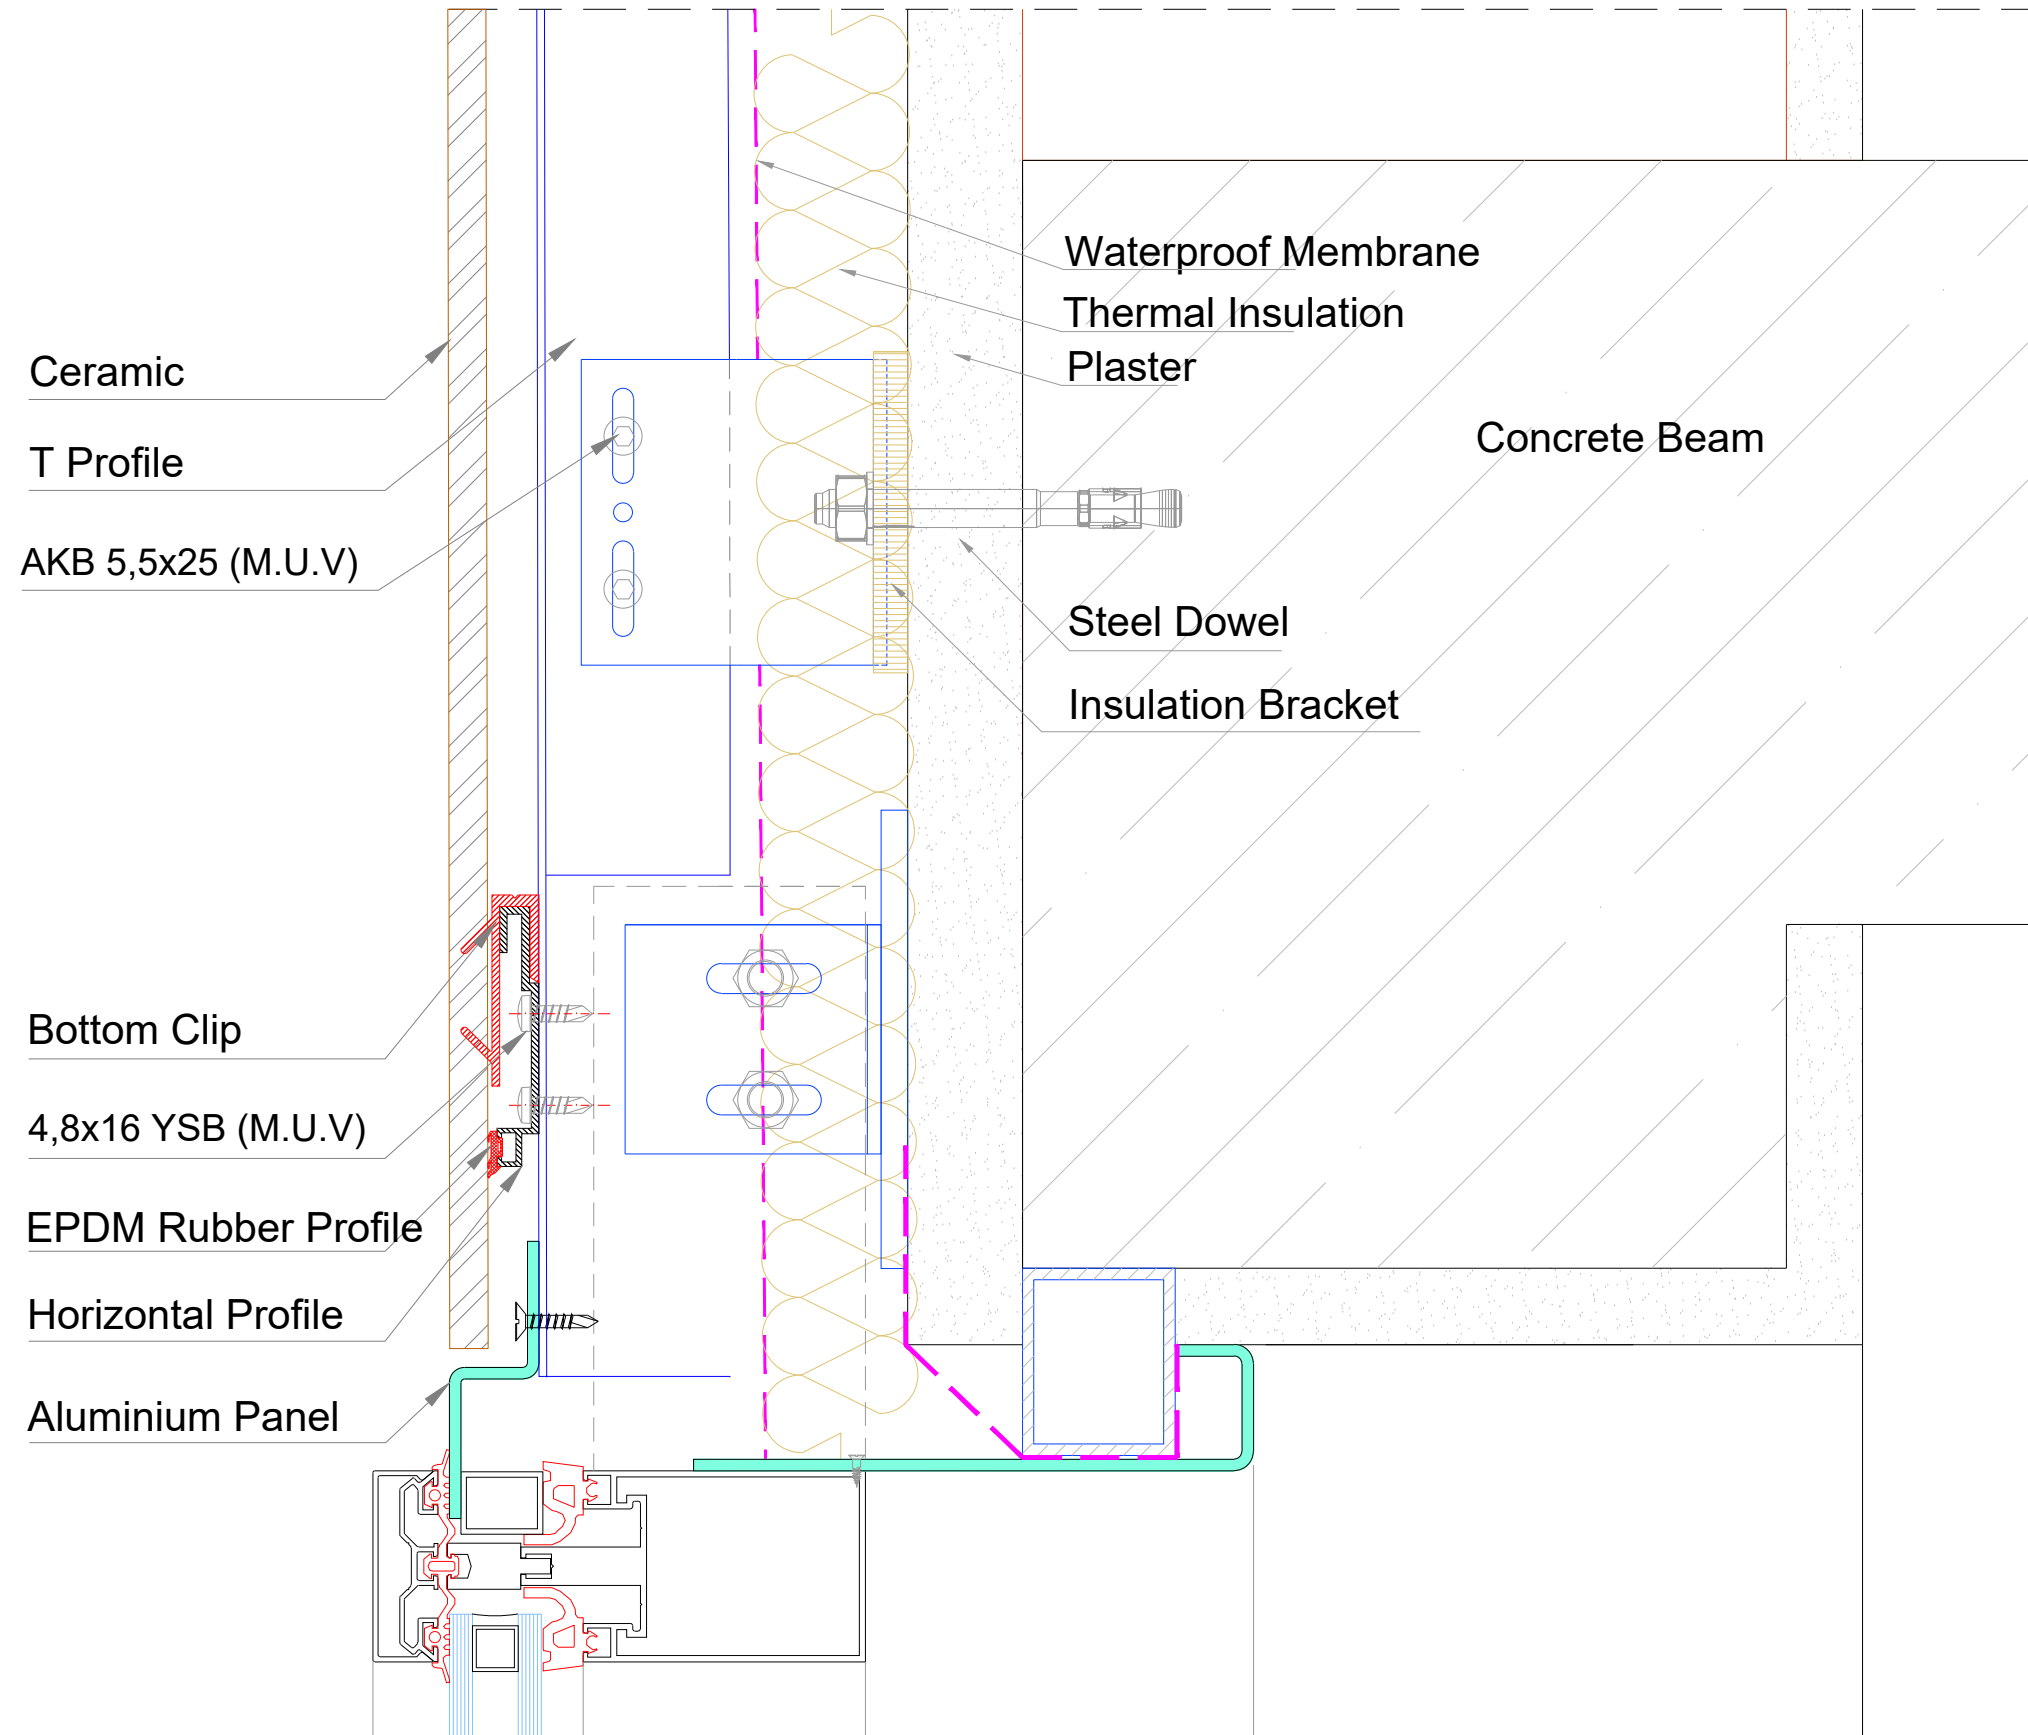 Waterproof Membrane
Thermal Insulation
Plaster
Ceramic
Concrete Beam
T Profile
AKB 5,5x25 (M.U.V)
Steel Dowel
Insulation Bracket
Bottom Clip
4,8x16 YSB (M.U.V)
EPDM Rubber Profile
Horizontal Profile
Aluminium Panel